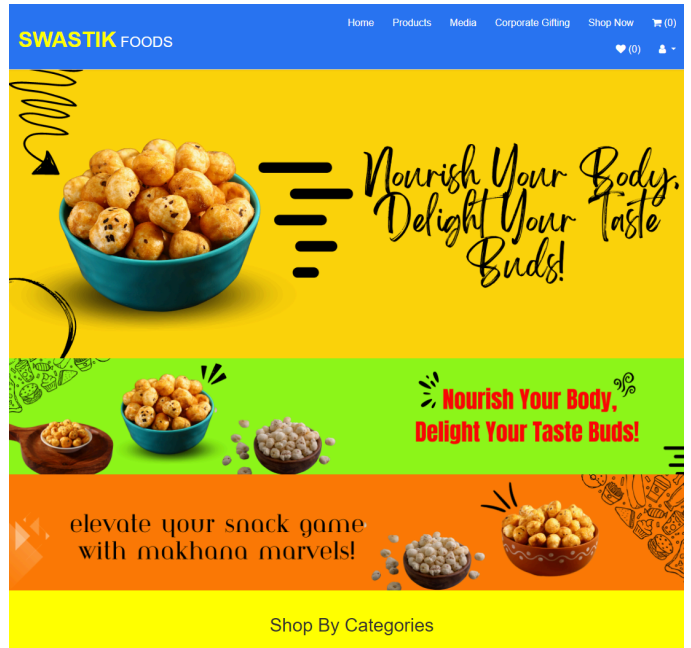 SWASTIK FOODS
Home Products Media Corporate Gifting Shop Now (0)
(0)
Nourish Your Body,
Delight Your Taste
Buds!
Nourish Your Body,
Delight Your Taste Buds!
elevate your snack game
with makhana marvels!
Shop By Categories